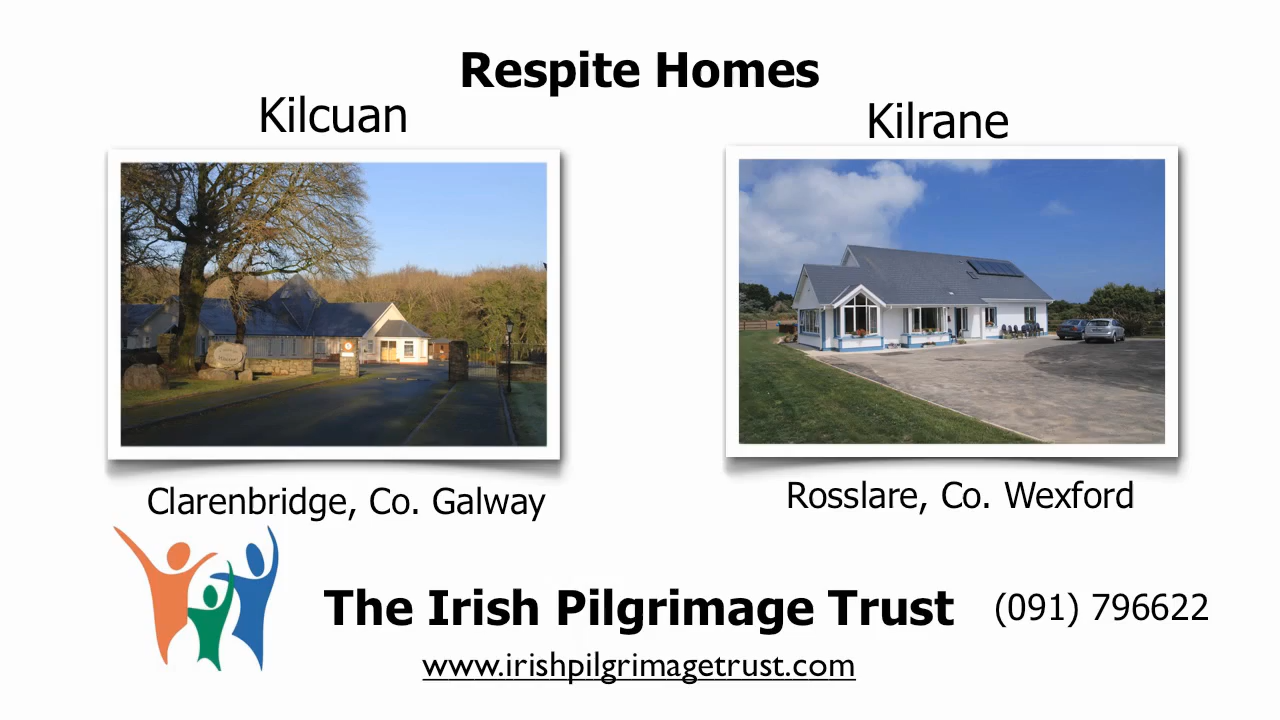 Respite Homes
Kilcuan
Kilrane
Clarenbridge, Co. Galway
Rosslare, Co. Wexford
The Irish Pilgrimage Trust
(091) 796622
www.irishpilgrimagetrust.com